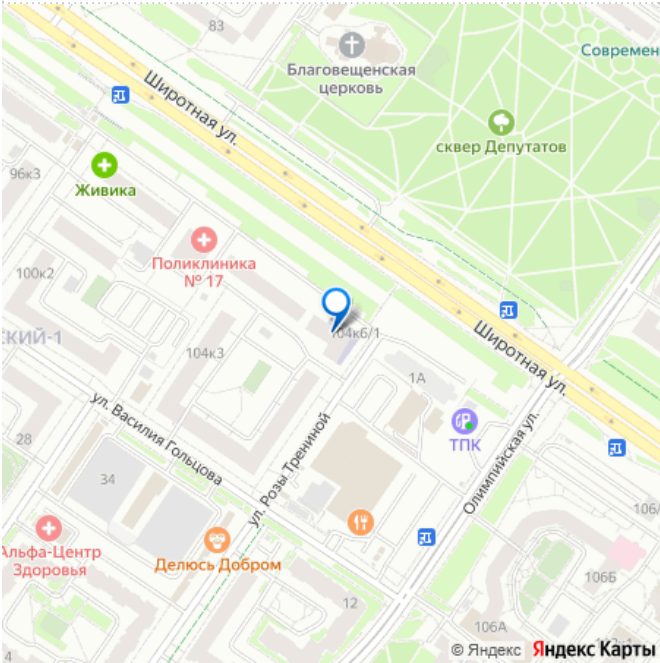 83
Благовещенская
церковь
Современ
Широтная ул.
сквер Депутатов
96к3
Живика
Поликлиника
№ 17
100к2
104к6/1
СКИЙ-1
104к3
1А
Широтная ул.
ул. Василия Гольцова
ТПК
Олимпийская ул.
28
34
ул. Розы Трениной
106/
Альфа-Центр
Здоровья
Делюсь Добром
106Б
12
106А
4
© Яндекс Яндекс Карты